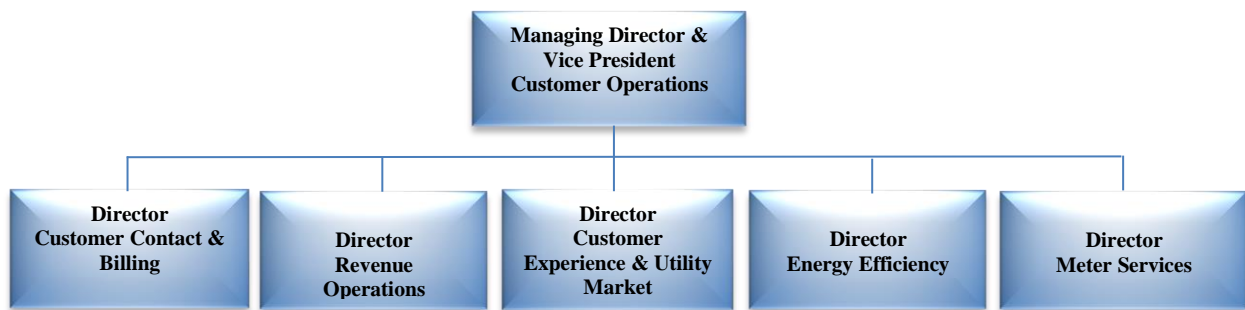 Managing Director &
Vice President
Customer Operations
Director
Customer Contact &
Billing
Director
Revenue
Operations
Director
Customer
Experience & Utility
Market
Director
Energy Efficiency
Director
Meter Services